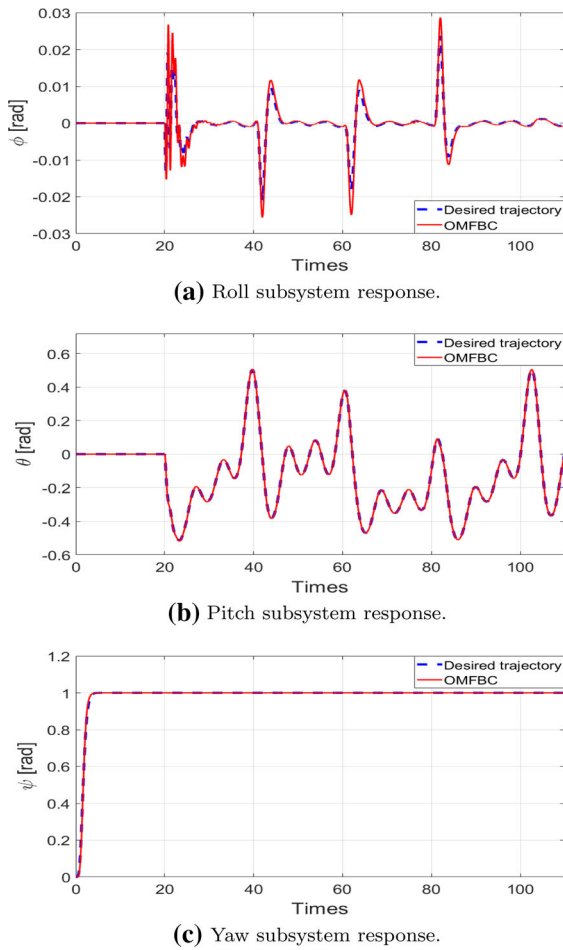 0.03
0.02
0.01
0
-0.01
-0.02
-0.03
ϕ [rad]
Desired trajectory
OMFBC
0 20 40 60 80 100
Times
(a) Roll subsystem response.
0.6
0.4
0.2
0
-0.2
-0.4
-0.6
θ [rad]
Desired trajectory
OMFBC
0 20 40 60 80 100
Times
(b) Pitch subsystem response.
1.2
1
0.8
0.6
0.4
0.2
0
ψ [rad]
Desired trajectory
OMFBC
0 20 40 60 80 100
Times
(c) Yaw subsystem response.